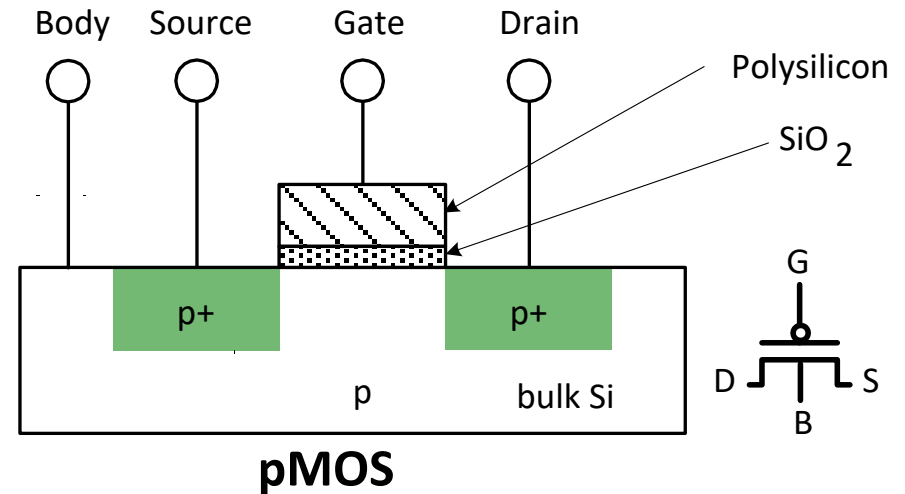 Body Source Gate Drain
Polysilicon
SiO 2
p+ p+
p bulk Si
G
D S
B
pMOS